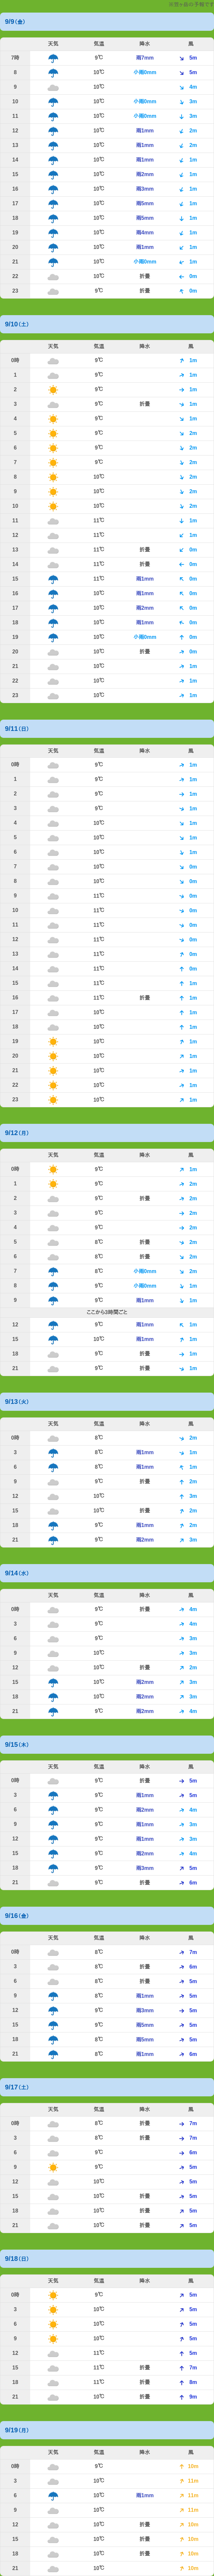 9/9(金)
天気 気温 降水 風
7時 9℃ 雨7mm 5m
8 10℃ 小雨0mm 5m
9 10℃ 4m
10 10℃ 小雨0mm 3m
11 10℃ 小雨0mm 3m
12 10℃ 雨1mm 2m
13 10℃ 雨1mm 2m
14 10℃ 雨1mm 1m
15 10℃ 雨2mm 1m
16 10℃ 雨3mm 1m
17 10℃ 雨5mm 1m
18 10℃ 雨5mm 1m
19 10℃ 雨4mm 1m
20 10℃ 雨1mm 1m
21 10℃ 小雨0mm 1m
22 10℃ 折畳 0m
23 9℃ 折畳 0m
9/10(土)
天気 気温 降水 風
0時 9℃ 1m
1 9℃ 1m
2 9℃ 1m
3 9℃ 折畳 1m
4 9℃ 1m
5 9℃ 2m
6 9℃ 2m
7 9℃ 2m
8 10℃ 2m
9 10℃ 2m
10 10℃ 2m
11 11℃ 1m
12 11℃ 1m
13 11℃ 折畳 0m
14 11℃ 折畳 0m
15 11℃ 雨1mm 0m
16 10℃ 雨1mm 0m
17 10℃ 雨2mm 0m
18 10℃ 雨1mm 0m
19 10℃ 小雨0mm 0m
20 10℃ 折畳 0m
21 10℃ 1m
22 10℃ 1m
23 10℃ 1m
9/11(日)
天気 気温 降水 風
0時 9℃ 1m
1 9℃ 1m
2 9℃ 1m
3 9℃ 1m
4 10℃ 1m
5 10℃ 1m
6 10℃ 1m
7 10℃ 0m
8 10℃ 0m
9 11℃ 0m
10 11℃ 0m
11 11℃ 0m
12 11℃ 0m
13 11℃ 0m
14 11℃ 0m
15 11℃ 1m
16 11℃ 折畳 1m
17 10℃ 1m
18 10℃ 1m
19 10℃ 1m
20 10℃ 1m
21 10℃ 1m
22 10℃ 1m
23 10℃ 1m
9/12(月)
天気 気温 降水 風
0時 9℃ 1m
1 9℃ 2m
2 9℃ 折畳 2m
3 9℃ 2m
4 9℃ 2m
5 8℃ 折畳 2m
6 8℃ 折畳 2m
7 8℃ 小雨0mm 2m
8 9℃ 小雨0mm 1m
9 9℃ 雨1mm 1m
ここから3時間ごと
12 9℃ 雨1mm 1m
15 10℃ 雨1mm 1m
18 9℃ 折畳 1m
21 9℃ 折畳 1m
9/13(火)
天気 気温 降水 風
0時 8℃ 2m
3 8℃ 雨1mm 1m
6 8℃ 雨1mm 1m
9 9℃ 折畳 2m
12 10℃ 3m
15 10℃ 折畳 2m
18 9℃ 雨1mm 2m
21 9℃ 雨2mm 3m
9/14(水)
天気 気温 降水 風
0時 9℃ 折畳 4m
3 9℃ 4m
6 9℃ 3m
9 10℃ 3m
12 10℃ 折畳 2m
15 10℃ 雨2mm 3m
18 10℃ 雨2mm 3m
21 9℃ 雨2mm 4m
9/15(木)
天気 気温 降水 風
0時 9℃ 折畳 5m
3 9℃ 雨1mm 5m
6 9℃ 雨2mm 4m
9 9℃ 雨1mm 3m
12 9℃ 雨1mm 3m
15 9℃ 雨2mm 4m
18 9℃ 雨3mm 5m
21 9℃ 折畳 6m
9/16(金)
天気 気温 降水 風
0時 8℃ 7m
3 8℃ 折畳 6m
6 8℃ 折畳 5m
9 8℃ 雨1mm 5m
12 9℃ 雨3mm 5m
15 9℃ 雨5mm 5m
18 8℃ 雨5mm 5m
21 8℃ 雨1mm 6m
9/17(土)
天気 気温 降水 風
0時 8℃ 折畳 7m
3 8℃ 折畳 7m
6 9℃ 6m
9 9℃ 5m
12 10℃ 5m
15 10℃ 折畳 5m
18 10℃ 折畳 5m
21 10℃ 折畳 5m
9/18(日)
天気 気温 降水 風
0時 9℃ 5m
3 10℃ 5m
6 10℃ 5m
9 10℃ 5m
12 11℃ 5m
15 11℃ 折畳 7m
18 11℃ 折畳 8m
21 10℃ 折畳 9m
9/19(月)
天気 気温 降水 風
0時 9℃ 10m
3 10℃ 11m
6 10℃ 雨1mm 11m
9 10℃ 11m
12 10℃ 折畳 10m
15 10℃ 折畳 10m
18 10℃ 折畳 10m
21 10℃ 10m